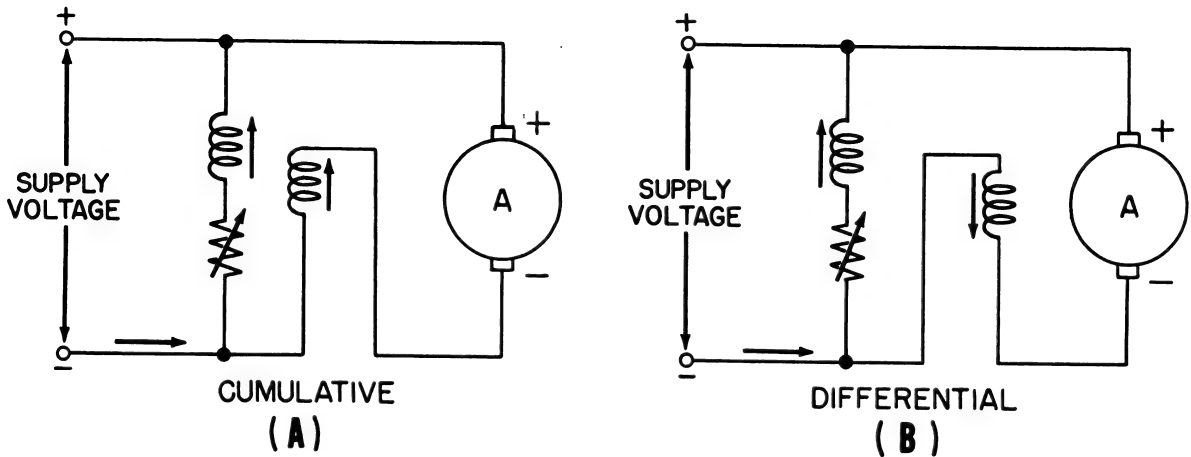 +
+
SUPPLY
VOLTAGE
A
−
−
CUMULATIVE
(A)
+
+
SUPPLY
VOLTAGE
A
−
−
DIFFERENTIAL
(B)